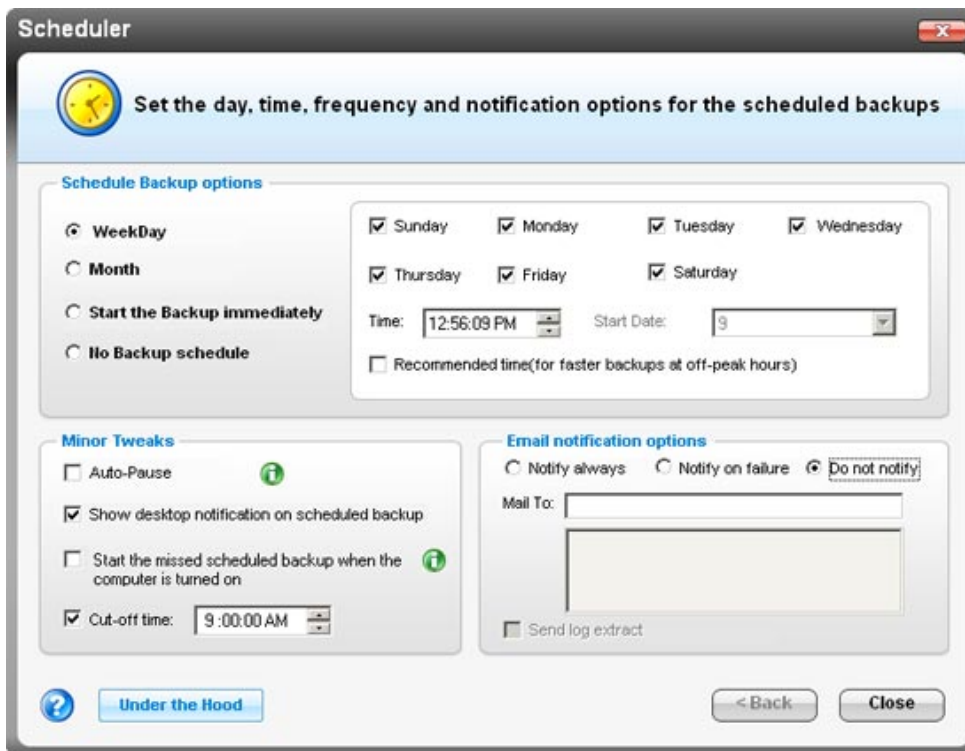 Scheduler
Set the day, time, frequency and notification options for the scheduled backups
Schedule Backup options
WeekDay
Month
Start the Backup immediately
No Backup schedule
Sunday Monday Tuesday Wednesday
Thursday Friday Saturday
Time: 12:56:09 PM Start Date: 9
Recommended time(for faster backups at off-peak hours)
Minor Tweaks
Auto-Pause
Show desktop notification on scheduled backup
Start the missed scheduled backup when the
computer is turned on
Cut-off time: 9:00:00 AM
Email notification options
Notify always Notify on failure Do not notify
Mail To:
Send log extract
Under the Hood
< Back Close